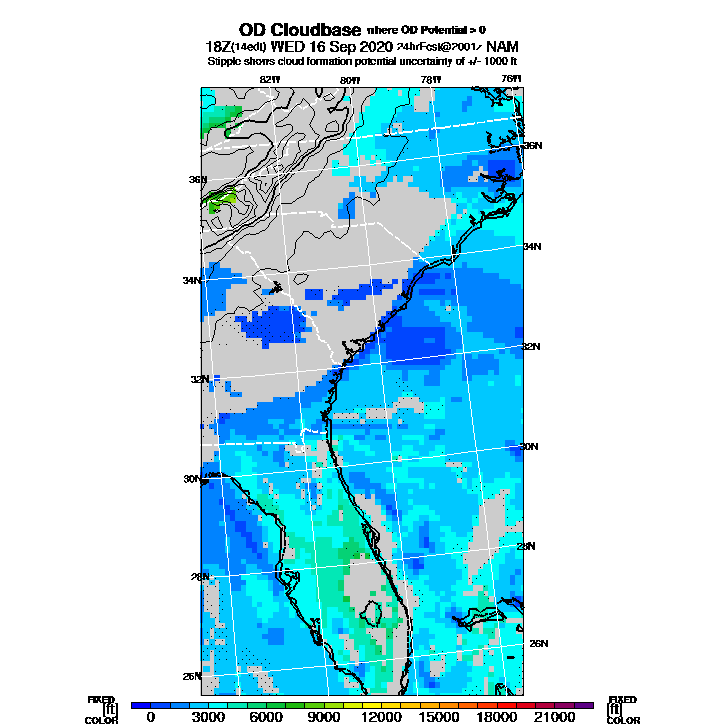 OD Cloudbase where OD Potential > 0
18Z(14edt) WED 16 Sep 2020 24hrFcst@2001z NAM
Stipple shows cloud formation potential uncertainty of +/- 1000 ft
82W 80W 78W 76W
36N 36N
34N 34N
32N 32N
30N 30N
28N 28N
26N 26N
FIXED FIXED
[ft] [ft]
COLOR 0 3000 6000 9000 12000 15000 18000 21000 COLOR